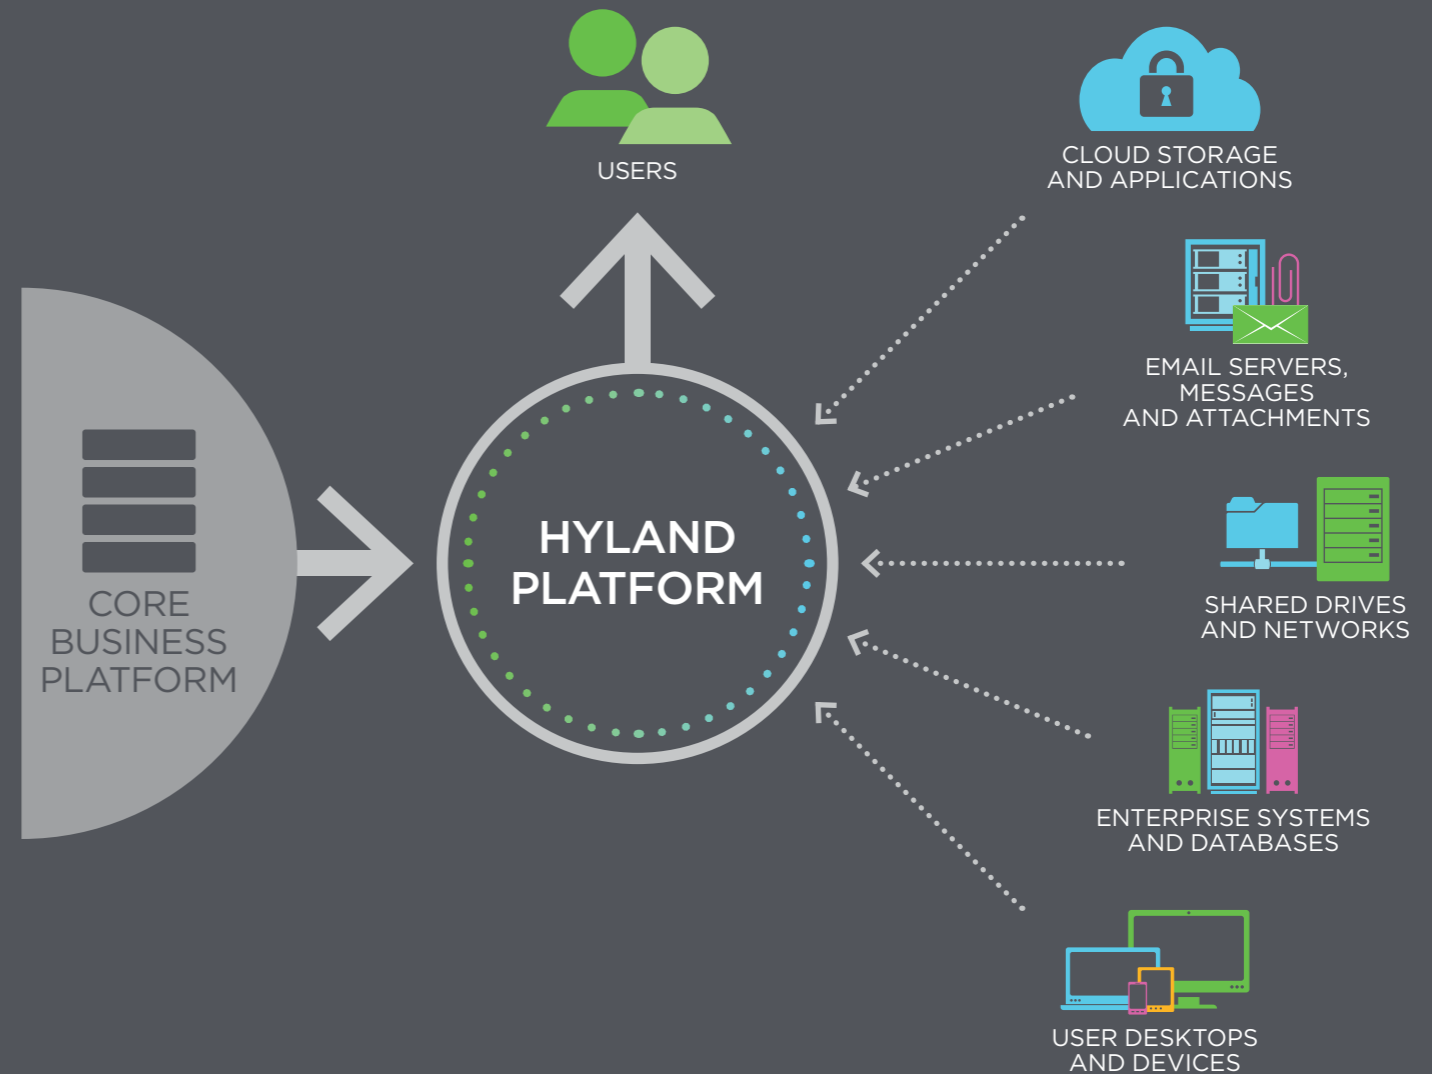 USERS
CLOUD STORAGE
AND APPLICATIONS
EMAIL SERVERS,
MESSAGES
AND ATTACHMENTS
CORE
BUSINESS
PLATFORM
HYLAND
PLATFORM
SHARED DRIVES
AND NETWORKS
ENTERPRISE SYSTEMS
AND DATABASES
USER DESKTOPS
AND DEVICES